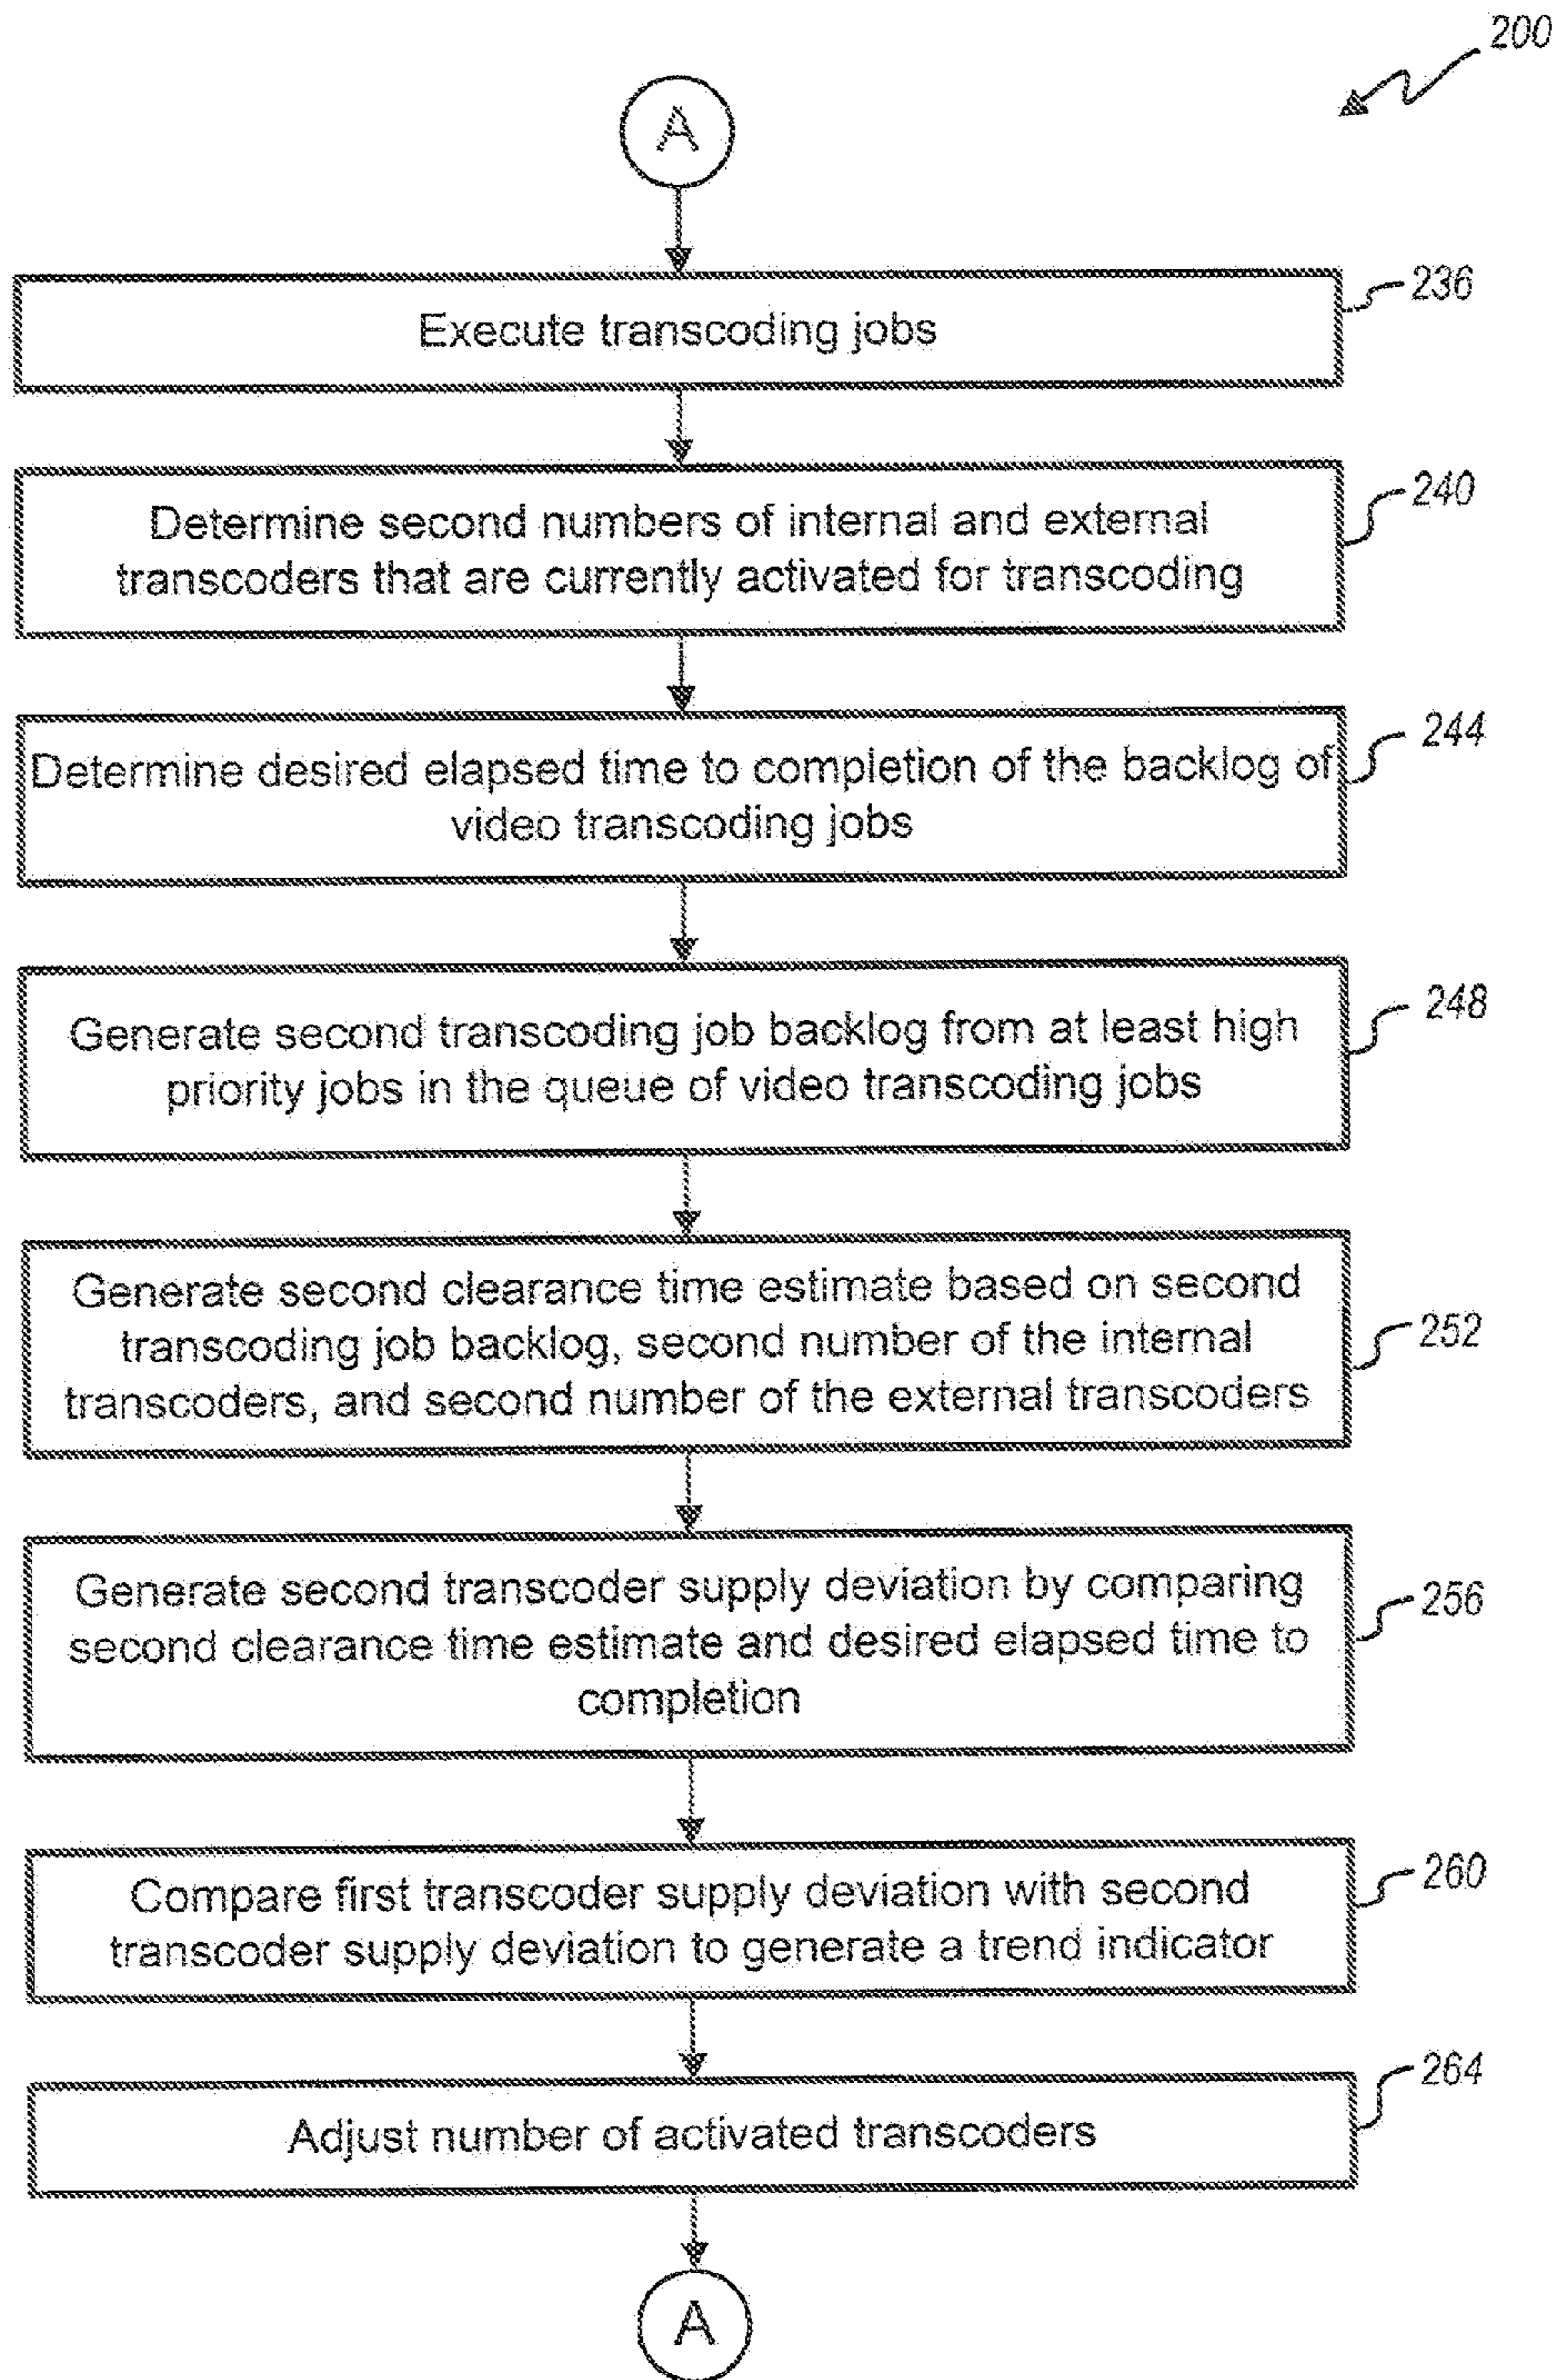 200
A
Execute transcoding jobs
236
Determine second numbers of internal and external
transcoders that are currently activated for transcoding
240
Determine desired elapsed time to completion of the backlog of
video transcoding jobs
244
Generate second transcoding job backlog from at least high
priority jobs in the queue of video transcoding jobs
248
Generate second clearance time estimate based on second
transcoding job backlog, second number of the internal
transcoders, and second number of the external transcoders
252
Generate second transcoder supply deviation by comparing
second clearance time estimate and desired elapsed time to
completion
256
Compare first transcoder supply deviation with second
transcoder supply deviation to generate a trend indicator
260
Adjust number of activated transcoders
264
A